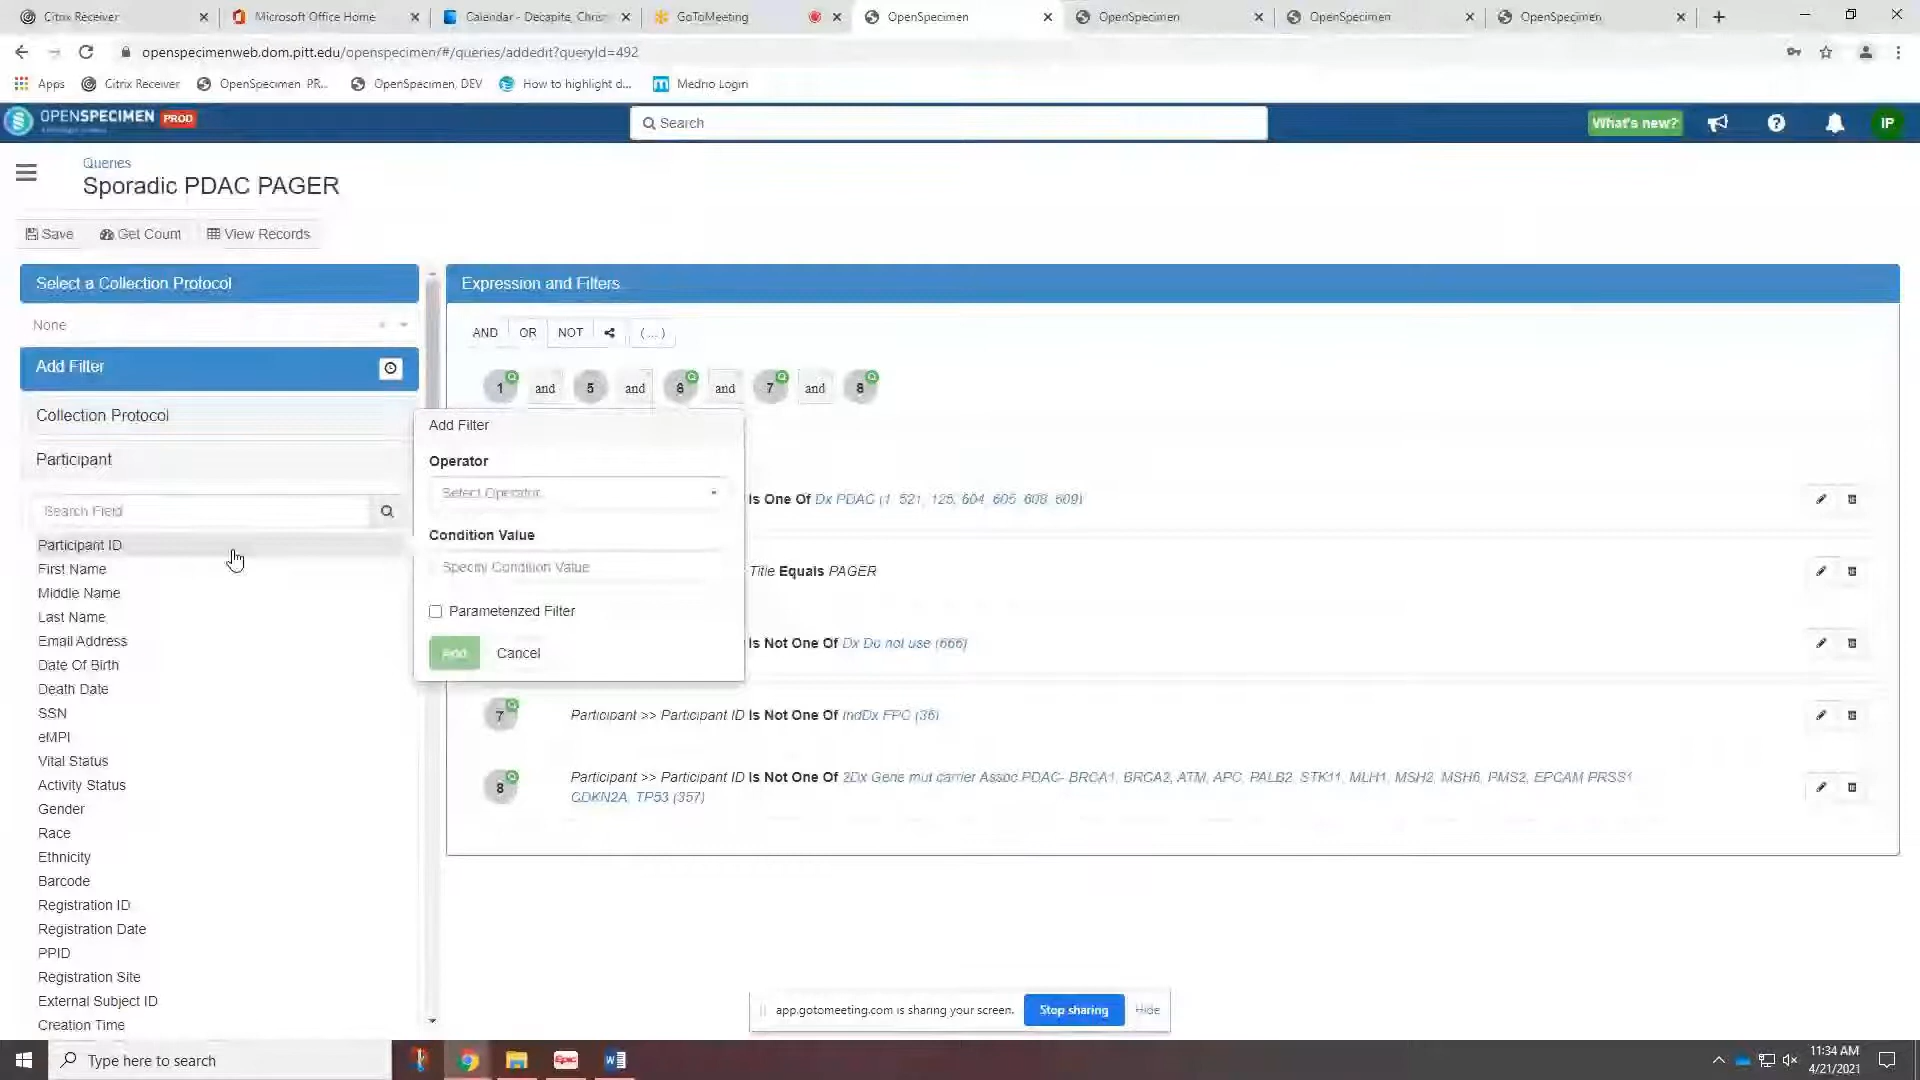 Citrix Receiver
Microsoft Office Home
Calendar - Decapite, Chris
GoToMeeting
OpenSpecimen
OpenSpecimen
OpenSpecimen
OpenSpecimen
openspecimenweb.dom.pitt.edu/openspecimen/#/queries/addedit?queryId=492
Apps
Citrix Receiver
OpenSpecimen PR...
OpenSpecimen, DEV
How to highlight d...
Medrio Login
OPENSPECIMEN PROD
Search
What's new?
IP
Queries
Sporadic PDAC PAGER
Save
Get Count
View Records
Select a Collection Protocol
None
Add Filter
Collection Protocol
Participant
Search Field
Participant ID
First Name
Middle Name
Last Name
Email Address
Date Of Birth
Death Date
SSN
eMPI
Vital Status
Activity Status
Gender
Race
Ethnicity
Barcode
Registration ID
Registration Date
PPID
Registration Site
External Subject ID
Creation Time
Expression and Filters
AND OR NOT (...)
1 and 5 and 6 and 7 and 8
Add Filter
Operator
Select Operator
Condition Value
Specify Condition Value
Parameterized Filter
Add Cancel
Is One Of Dx PDAC (1, 521, 125, 604, 605, 608, 609)
Title Equals PAGER
Is Not One Of Dx Do not use (666)
7 Participant >> Participant ID Is Not One Of IndDx FPC (36)
8 Participant >> Participant ID Is Not One Of 2Dx Gene mut carrier Assoc PDAC- BRCA1, BRCA2, ATM, APC, PALB2, STK11, MLH1, MSH2, MSH6, PMS2, EPCAM PRSS1
CDKN2A, TP53 (357)
app.gotomeeting.com is sharing your screen.
Stop sharing
Hide
Type here to search
Epic
11:34 AM
4/21/2021